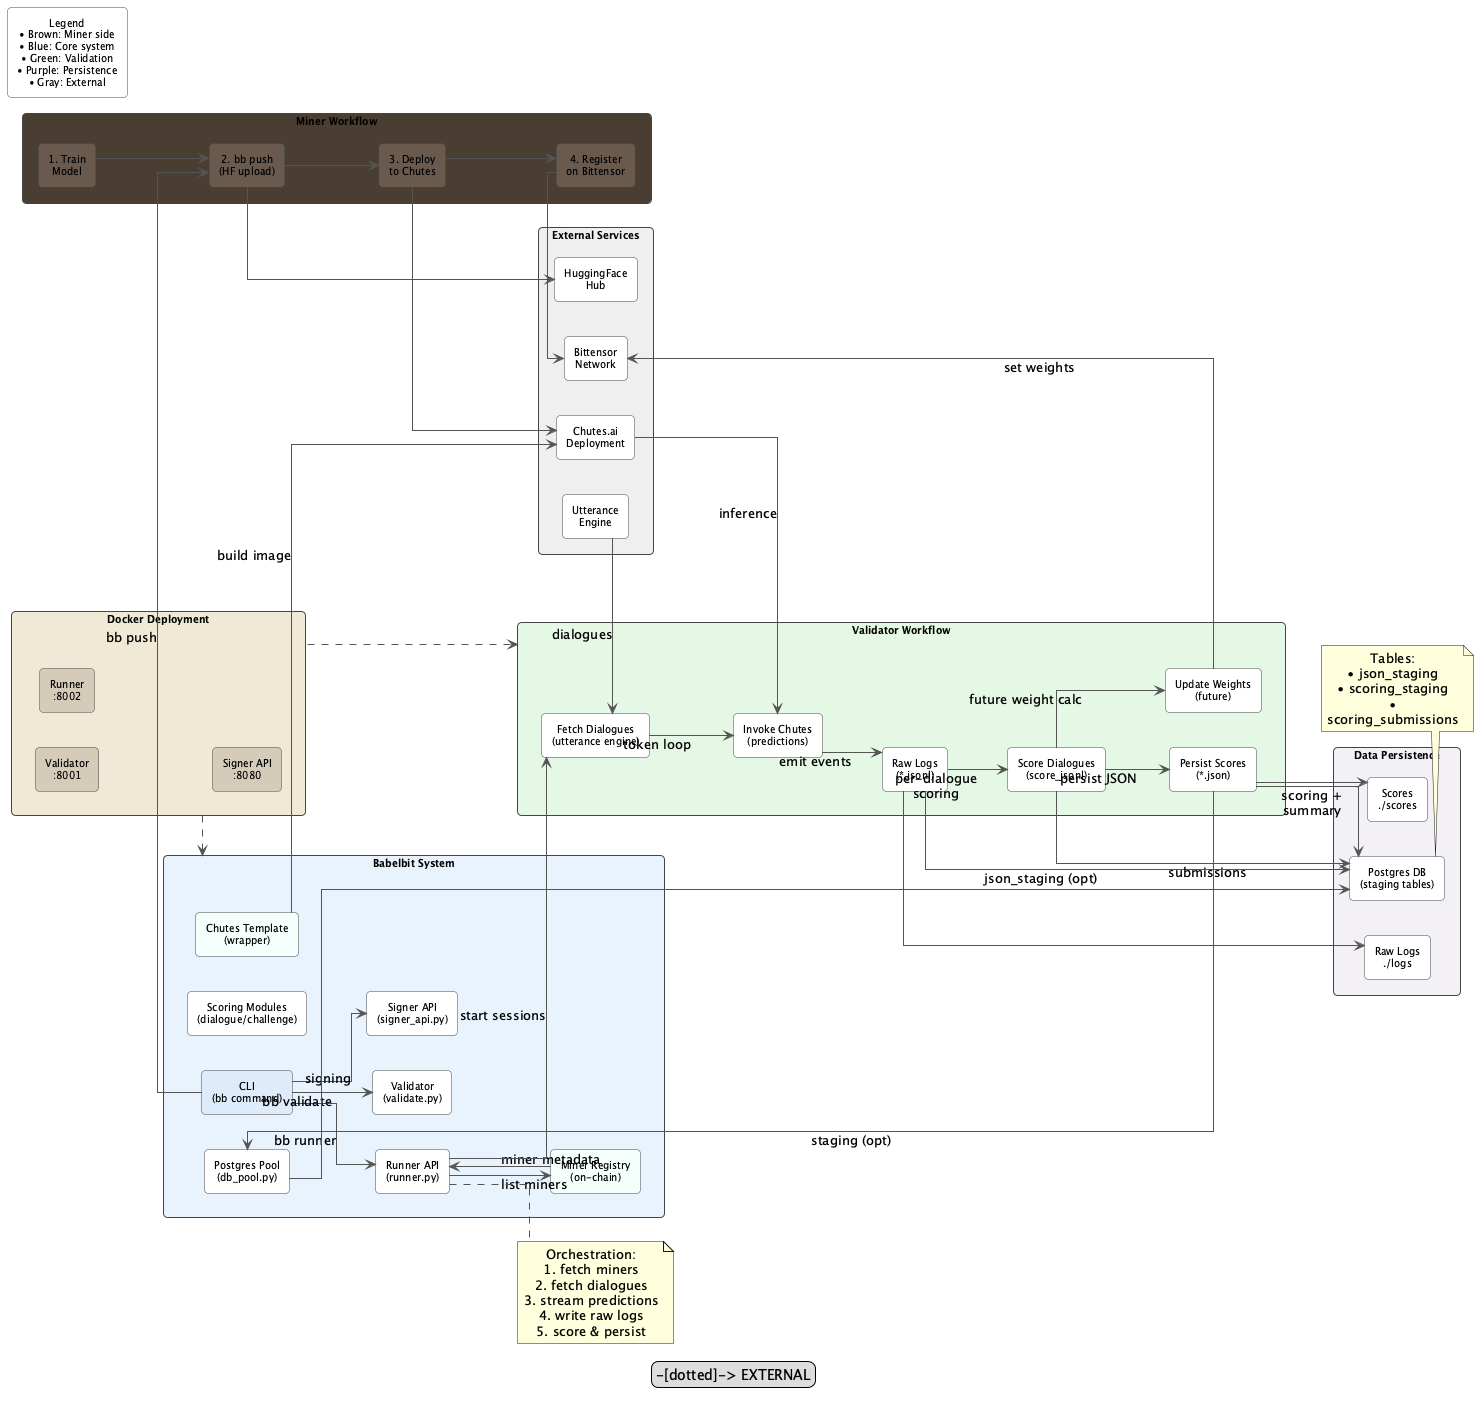 Legend
• Brown: Miner side
• Blue: Core system
• Green: Validation
• Purple: Persistence
• Gray: External
Miner Workflow
1. Train
Model
2. bb push
(HF upload)
3. Deploy
to Chutes
4. Register
on Bittensor
External Services
HuggingFace
Hub
Bittensor
Network
set weights
Chutes.ai
Deployment
Utterance
Engine
inference
build image
Docker Deployment
bb push
Runner
:8002
Validator
:8001
Signer API
:8080
Validator Workflow
dialogues
Fetch Dialogues
(utterance engine)
token loop
Invoke Chutes
(predictions)
emit events
Raw Logs
(*.jsonl)
per-dialogue
scoring
Score Dialogues
(score_jsonl)
future weight calc
persist JSON
Update Weights
(future)
Persist Scores
(*.json)
scoring +
summary
Tables:
• json_staging
• scoring_staging
•
scoring_submissions
Data Persistence
Scores
./scores
Postgres DB
(staging tables)
Raw Logs
./logs
json_staging (opt)
submissions
Babelbit System
Chutes Template
(wrapper)
Scoring Modules
(dialogue/challenge)
Signer API
(signer_api.py)
start sessions
CLI
(bb command)
signing
bb validate
Validator
(validate.py)
bb runner
staging (opt)
Postgres Pool
(db_pool.py)
Runner API
(runner.py)
miner metadata
list miners
Miner Registry
(on-chain)
Orchestration:
1. fetch miners
2. fetch dialogues
3. stream predictions
4. write raw logs
5. score & persist
-[dotted]-> EXTERNAL